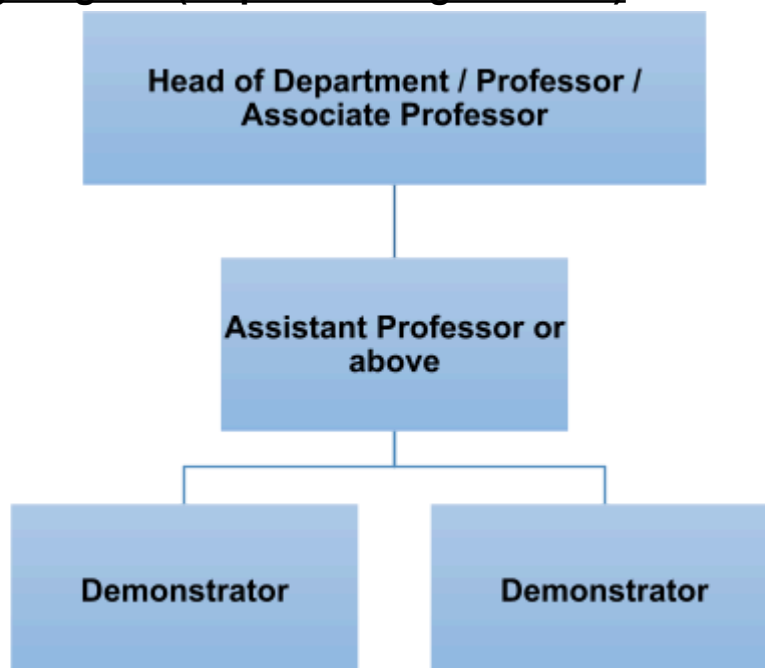 Head of Department / Professor /
Associate Professor
Assistant Professor or
above
Demonstrator
Demonstrator